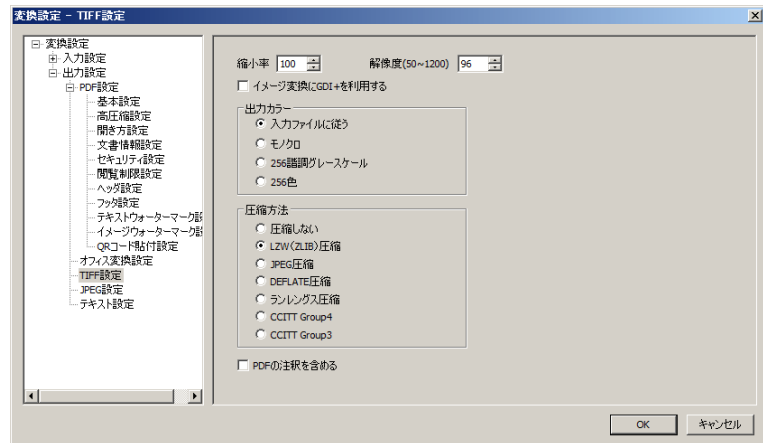 変換設定 - TIFF設定
変換設定
入力設定
出力設定
PDF設定
基本設定
高圧縮設定
開き方設定
文書情報設定
セキュリティ設定
閲覧制限設定
ヘッダ設定
フッタ設定
テキストウォーターマーク設
イメージウォーターマーク設
QRコード貼付設定
オフィス変換設定
TIFF設定
JPEG設定
テキスト設定
縮小率 100 解像度(50~1200) 96
イメージ変換にGDI+を利用する
出力カラー
入力ファイルに従う
モノクロ
256諧調グレースケール
256色
圧縮方法
圧縮しない
LZW(ZLIB)圧縮
JPEG圧縮
DEFLATE圧縮
ランレングス圧縮
CCITT Group4
CCITT Group3
PDFの注釈を含める
OK キャンセル